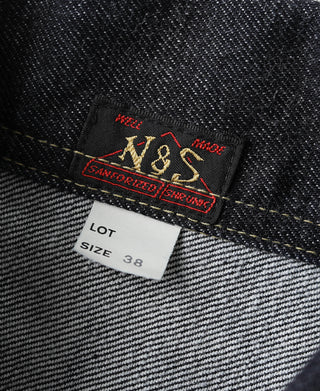 WELL MADE
N&S
SANFORIZED SHRUNK
LOT
SIZE 38